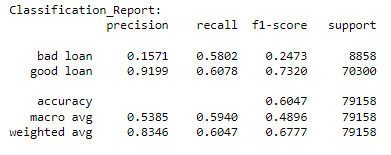 Classification_Report:
precision recall f1-score support
bad loan 0.1571 0.5802 0.2473 8858
good loan 0.9199 0.6078 0.7320 70300
accuracy 0.6047 79158
macro avg 0.5385 0.5940 0.4896 79158
weighted avg 0.8346 0.6047 0.6777 79158